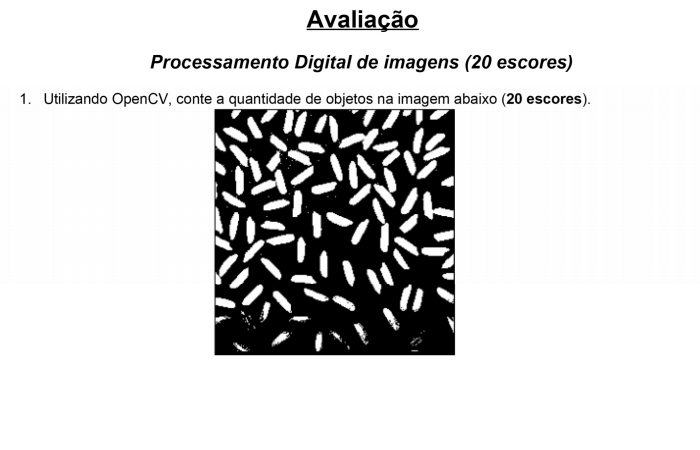 Avaliação
Processamento Digital de imagens (20 escores)
1. Utilizando OpenCV, conte a quantidade de objetos na imagem abaixo (20 escores).